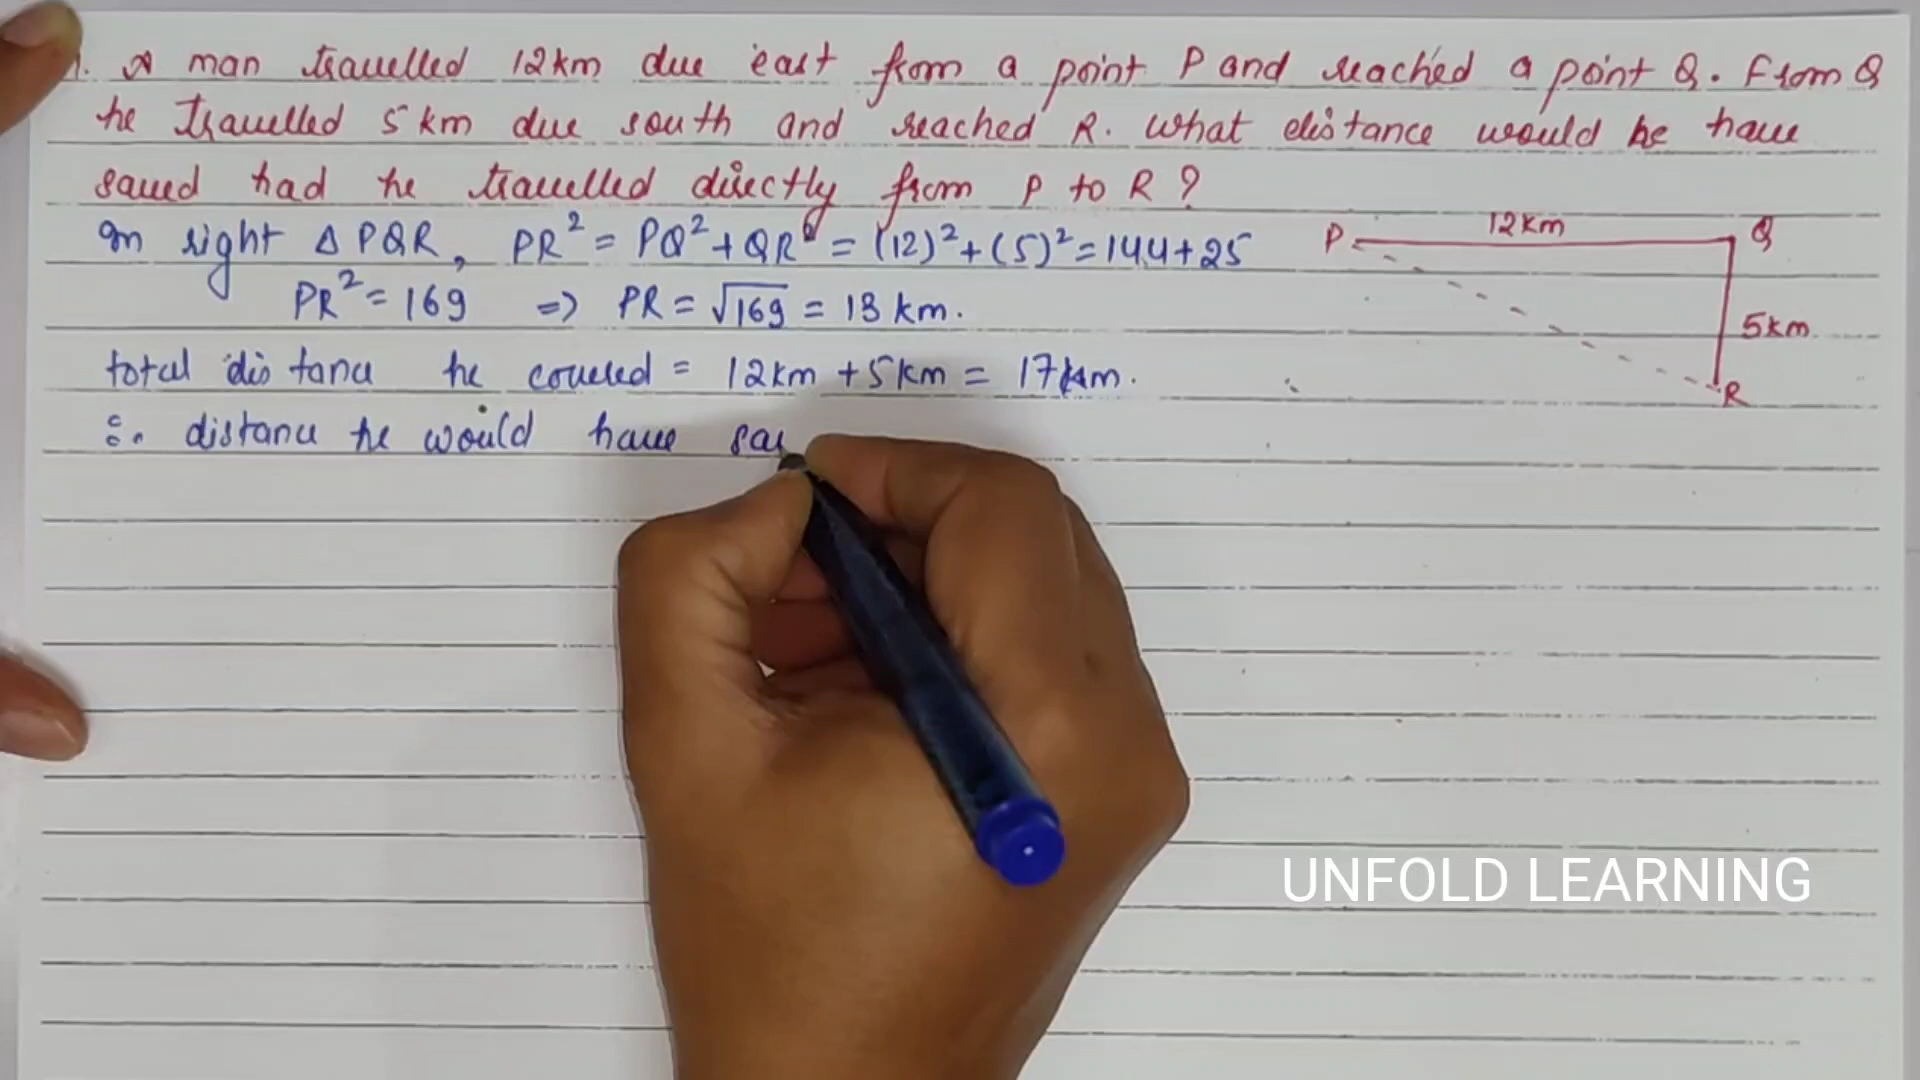 1. A man travelled 12km due east from a point P and reached a point Q. From Q
he travelled 5km due south and reached R. What distance would he have
saved had he travelled directly from P to R ?
In right Δ PQR, PR² = PQ² + QR² = (12)² + (5)² = 144 + 25
PR² = 169 => PR = √169 = 13 km.
total distance he covered = 12km + 5km = 17km.
∴ distance he would have sav
P 12km Q
5km
R
UNFOLD LEARNING